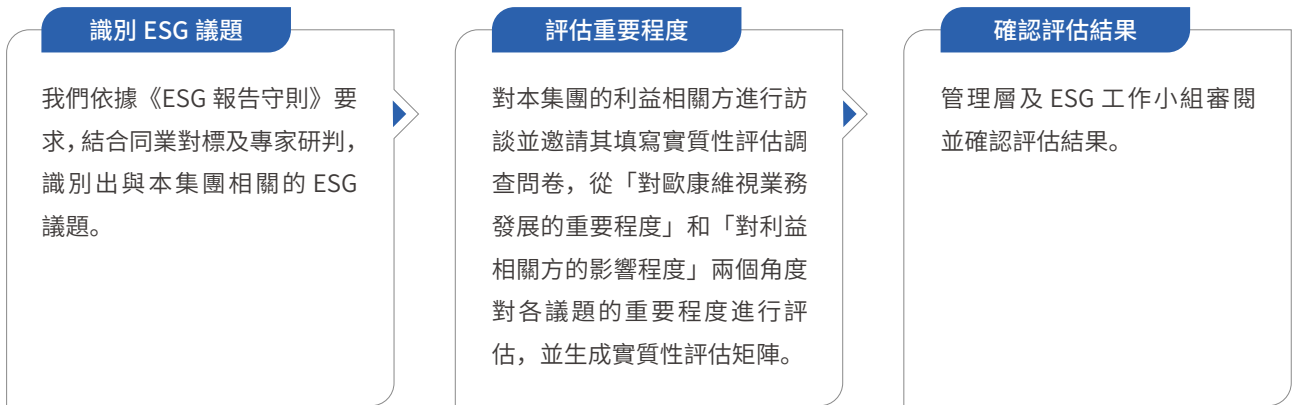 識別 ESG 議題
我們依據《ESG 報告守則》要
求，結合同業對標及專家研判，
識別出與本集團相關的 ESG
議題。
評估重要程度
對本集團的利益相關方進行訪
談並邀請其填寫實質性評估調
查問卷，從「對歐康維視業務
發展的重要程度」和「對利益
相關方的影響程度」兩個角度
對各議題的重要程度進行評
估，並生成實質性評估矩陣。
確認評估結果
管理層及 ESG 工作小組審閱
並確認評估結果。